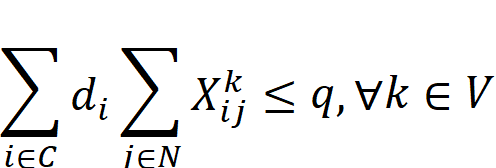 ∑_{i∈C} d_i ∑_{j∈N} X_{ij}^k ≤ q, ∀k ∈ V